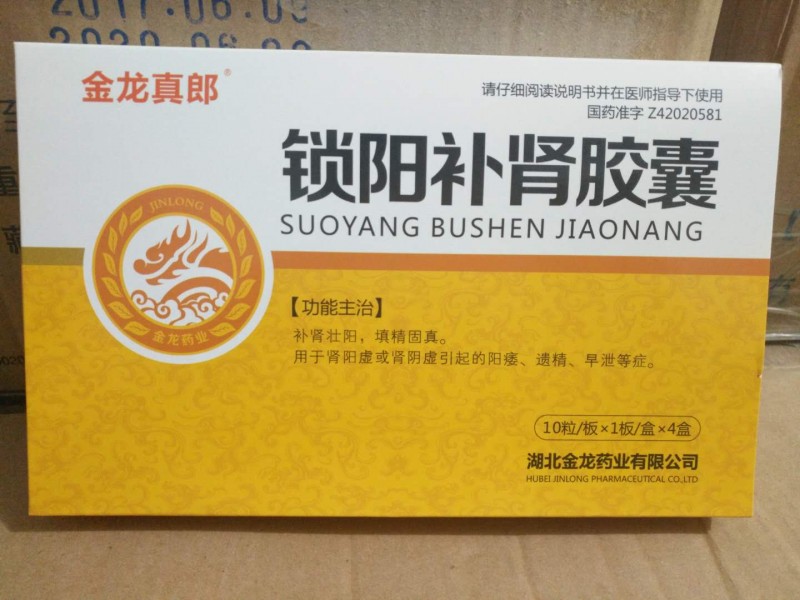 2017.06.09
金龙真郎®
请仔细阅读说明书并在医师指导下使用
国药准字 Z42020581
锁阳补肾胶囊
SUOYANG BUSHEN JIAONANG
JINLONG
金龙药业
【功能主治】
补肾壮阳，填精固真。
用于肾阳虚或肾阴虚引起的阳痿、遗精、早泄等症。
10粒/板×1板/盒×4盒
湖北金龙药业有限公司
HUBEI JINLONG PHARMACEUTICAL CO.,LTD